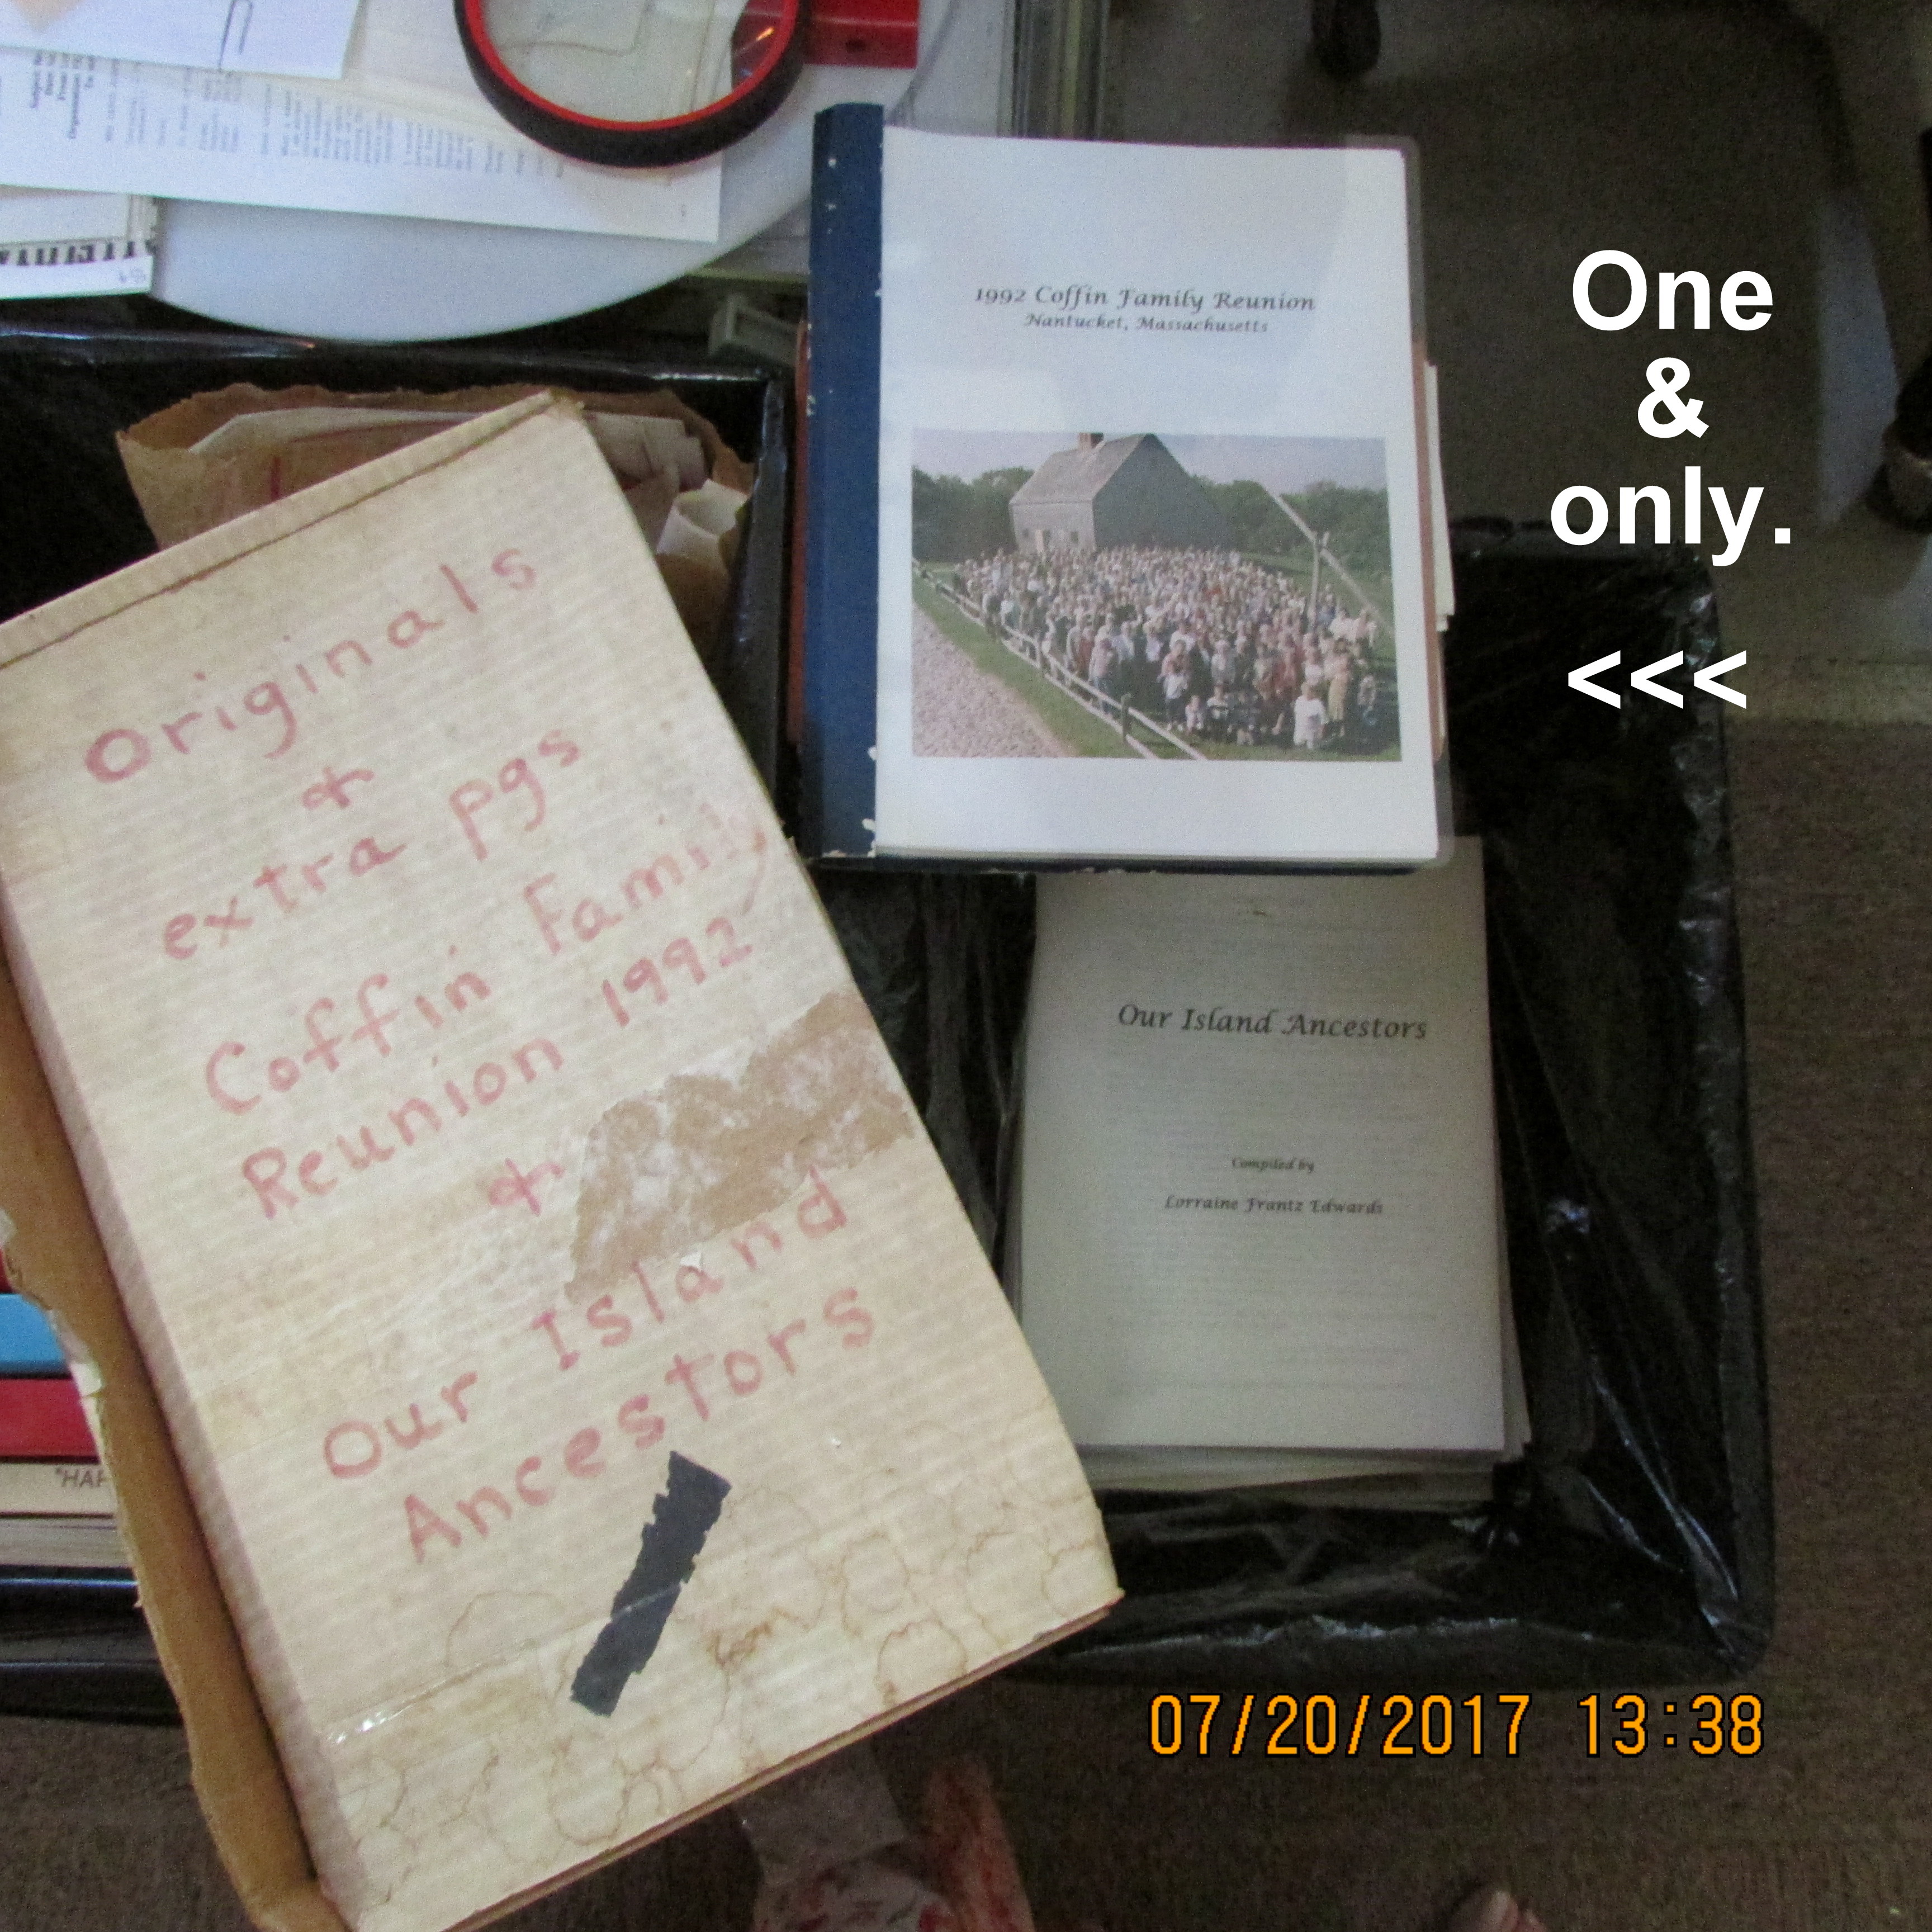 One
&
only.
<<<
1992 Coffin Family Reunion
Nantucket, Massachusetts
Originals
&
extra pgs
Coffin Family
Reunion 1992
&
Our Island
Ancestors
Our Island Ancestors
Compiled by
Lorraine Frantz Edwards
"HAP
07/20/2017 13:38